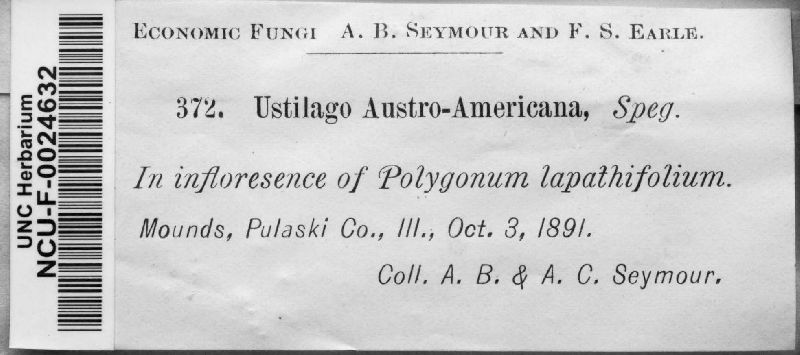 UNC Herbarium
NCU-F-0024632
Economic Fungi A. B. Seymour and F. S. Earle.
372. Ustilago Austro-Americana, Speg.
In infloresence of Polygonum lapathifolium.
Mounds, Pulaski Co., Ill., Oct. 3, 1891.
Coll. A. B. & A. C. Seymour.